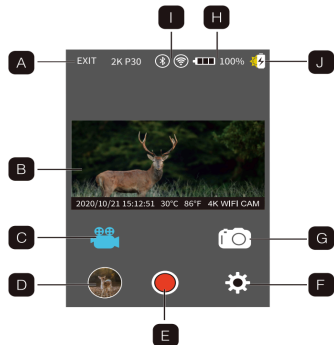 I H
A EXIT 2K P30 100% J
B
2020/10/21 15:12:51 30°C 86°F 4K WIFI CAM
C G
D F
E